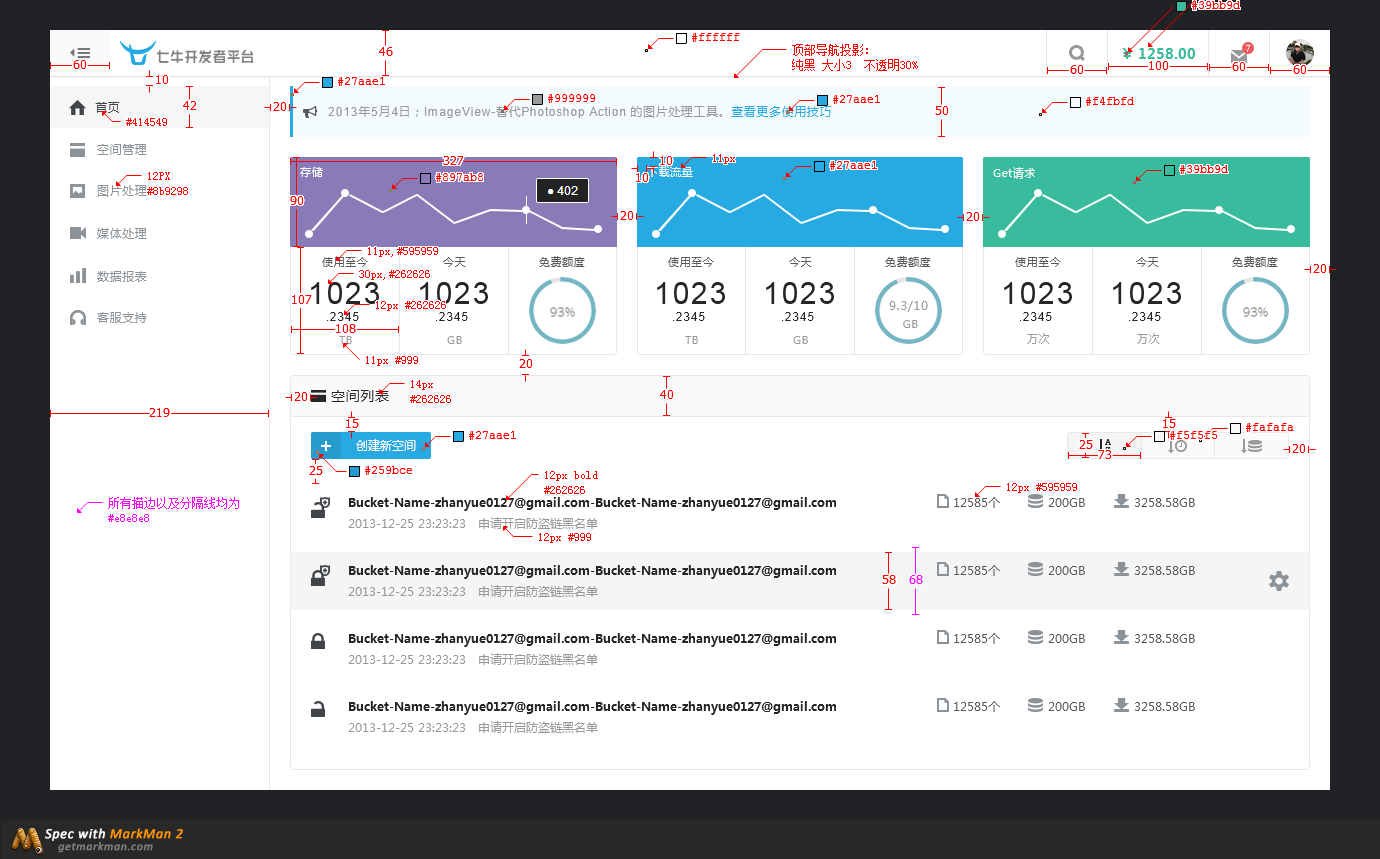 #39bb9d
#ffffff
46
顶部导航投影：
纯黑 大小3 不透明30%
七牛开发者平台
60
¥ 1258.00
7
60
100
60
60
10
20
#27aae1
#999999
#27aae1
#f4fbfd
42
首页
#414549
2013年5月4日；ImageView-替代Photoshop Action 的图片处理工具。查看更多使用技巧
50
空间管理
12PX
图片处理
#8b9298
媒体处理
数据报表
客服支持
327
存储
#897ab8
402
90
20
10
11px
10
下载流量
#27aae1
20
Get请求
#39bb9d
20
11px, #595959
使用至今
今天
免费额度
30px, #262626
107
1023
1023
12px #262626
.2345
.2345
93%
108
TB
GB
11px #999
使用至今
今天
免费额度
1023
1023
.2345
.2345
9.3/10
GB
TB
GB
使用至今
今天
免费额度
1023
1023
.2345
.2345
93%
万次
万次
20
20
空间列表
14px
#262626
40
219
15
创建新空间
#27aae1
25
#259bce
15
25
73
#f5f5f5
#fafafa
20
所有描边以及分隔线均为
#e8e8e8
12px bold
#262626
12px #595959
Bucket-Name-zhanyue0127@gmail.com-Bucket-Name-zhanyue0127@gmail.com
12585个 200GB 3258.58GB
2013-12-25 23:23:23 申请开启防盗链黑名单
12px #999
Bucket-Name-zhanyue0127@gmail.com-Bucket-Name-zhanyue0127@gmail.com
58
68
12585个 200GB 3258.58GB
2013-12-25 23:23:23 申请开启防盗链黑名单
Bucket-Name-zhanyue0127@gmail.com-Bucket-Name-zhanyue0127@gmail.com
12585个 200GB 3258.58GB
2013-12-25 23:23:23 申请开启防盗链黑名单
Bucket-Name-zhanyue0127@gmail.com-Bucket-Name-zhanyue0127@gmail.com
12585个 200GB 3258.58GB
2013-12-25 23:23:23 申请开启防盗链黑名单
Spec with MarkMan 2
getmarkman.com